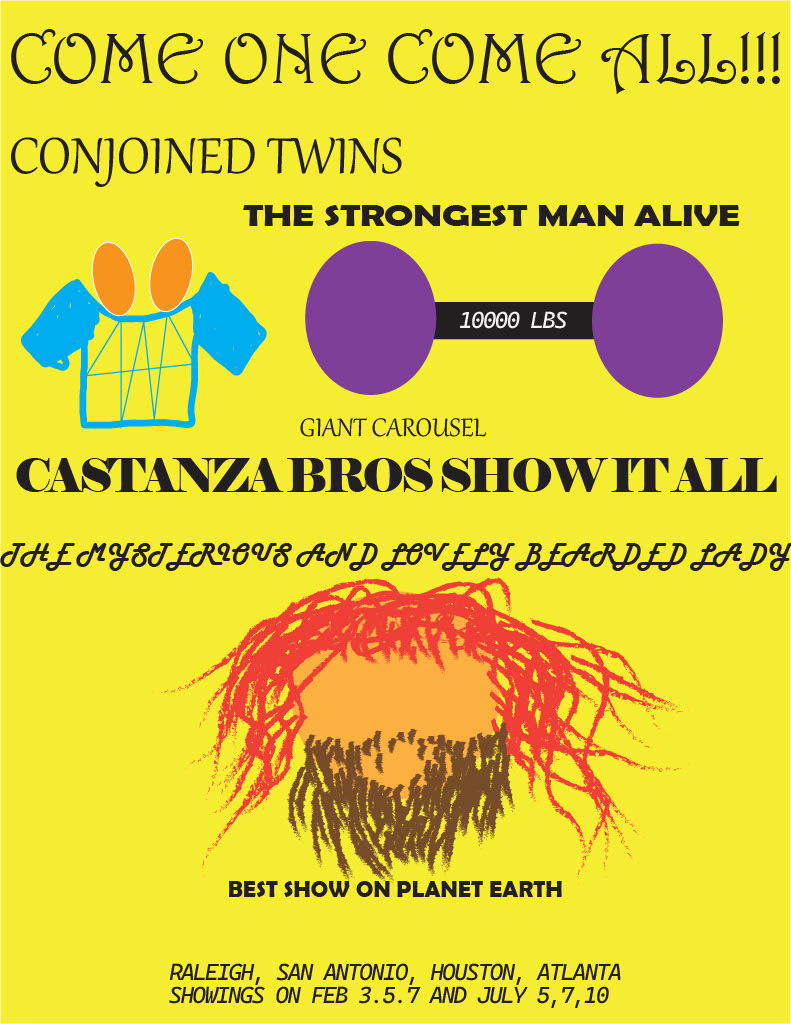 COME ONE COME ALL!!!
CONJOINED TWINS
THE STRONGEST MAN ALIVE
10000 LBS
GIANT CAROUSEL
CASTANZA BROS SHOW IT ALL
THE MYSTERIOUS AND LOVELY BEARDED LADY
BEST SHOW ON PLANET EARTH
RALEIGH, SAN ANTONIO, HOUSTON, ATLANTA
SHOWINGS ON FEB 3.5.7 AND JULY 5,7,10